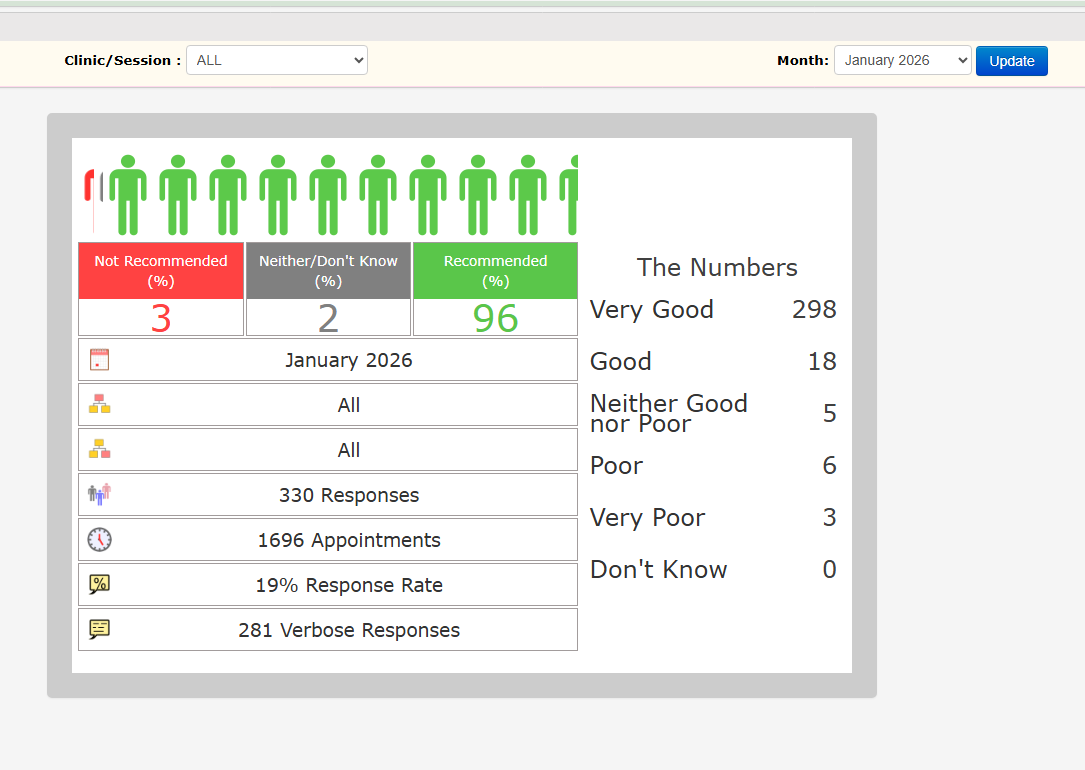 Clinic/Session : ALL Month: January 2026 Update
Not Recommended (%)
Neither/Don't Know (%)
Recommended (%)
3 2 96
January 2026
All
All
330 Responses
1696 Appointments
% 19% Response Rate
281 Verbose Responses
The Numbers
Very Good 298
Good 18
Neither Good
nor Poor 5
Poor 6
Very Poor 3
Don't Know 0